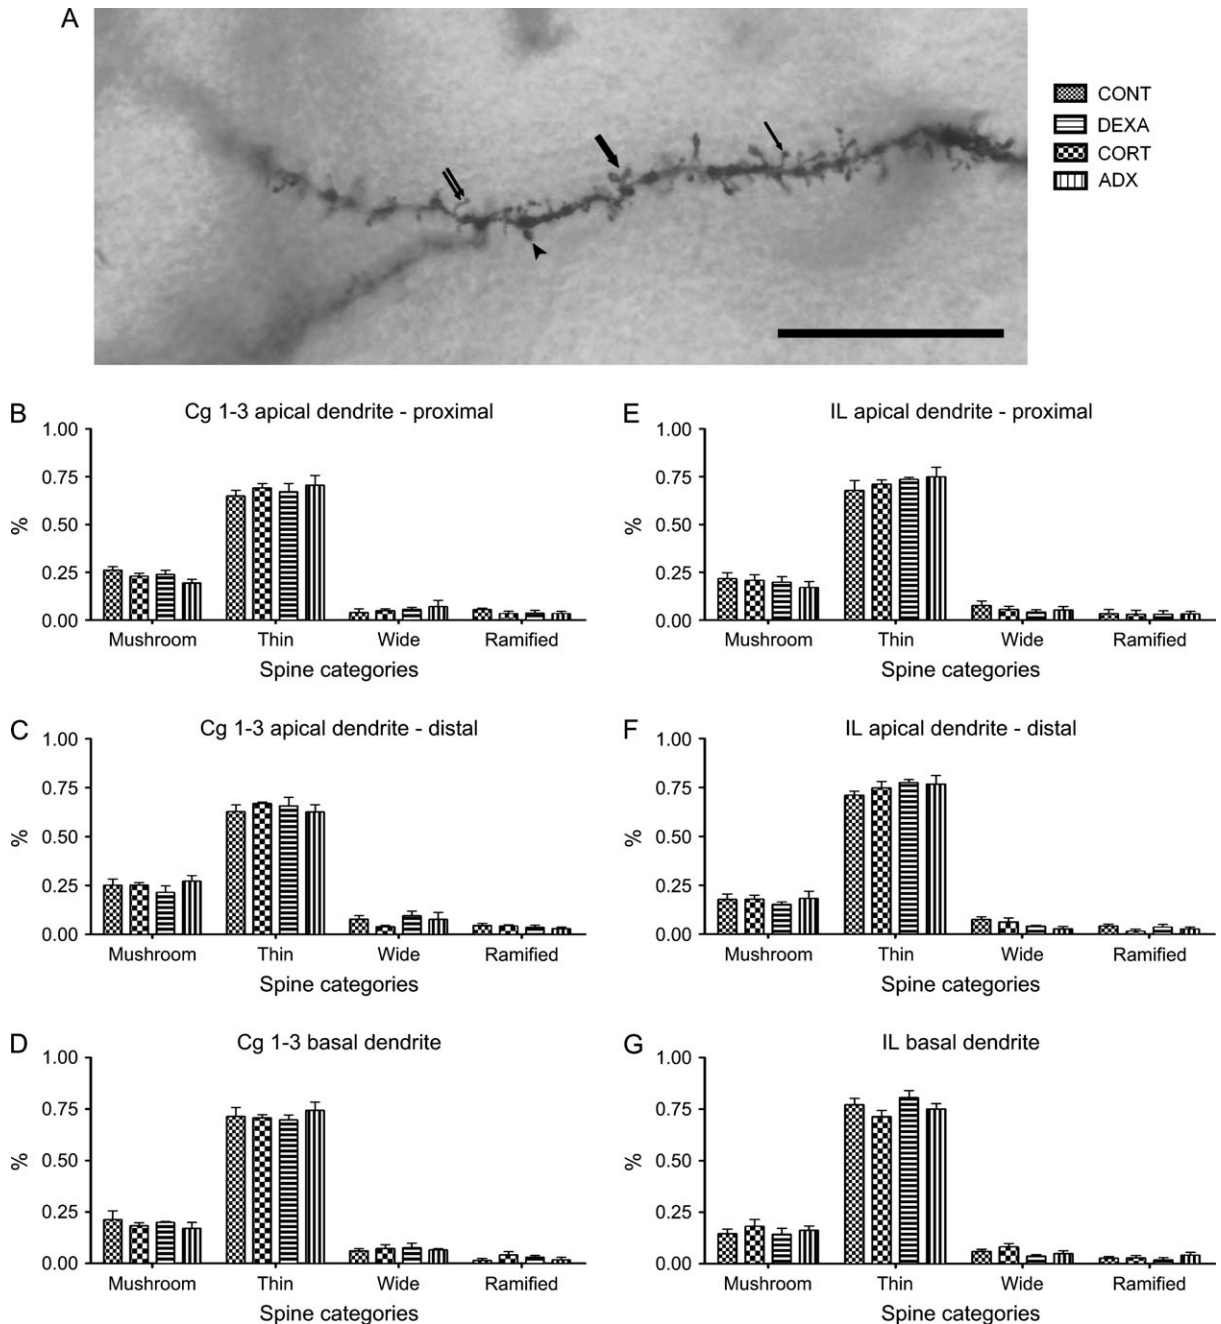 A
CONT
DEXA
CORT
ADX
B
Cg 1-3 apical dendrite - proximal
1.00
0.75
0.50
0.25
0.00
%
Mushroom Thin Wide Ramified
Spine categories
E
IL apical dendrite - proximal
1.00
0.75
0.50
0.25
0.00
%
Mushroom Thin Wide Ramified
Spine categories
C
Cg 1-3 apical dendrite - distal
1.00
0.75
0.50
0.25
0.00
%
Mushroom Thin Wide Ramified
Spine categories
F
IL apical dendrite - distal
1.00
0.75
0.50
0.25
0.00
%
Mushroom Thin Wide Ramified
Spine categories
D
Cg 1-3 basal dendrite
1.00
0.75
0.50
0.25
0.00
%
Mushroom Thin Wide Ramified
Spine categories
G
IL basal dendrite
1.00
0.75
0.50
0.25
0.00
%
Mushroom Thin Wide Ramified
Spine categories